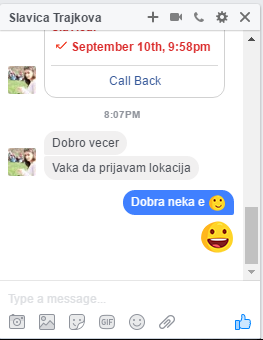 Slavica Trajkova
September 10th, 9:58pm
Call Back
8:07PM
Dobro vecer
Vaka da prijavam lokacija
Dobra neka e
Type a message...
GIF